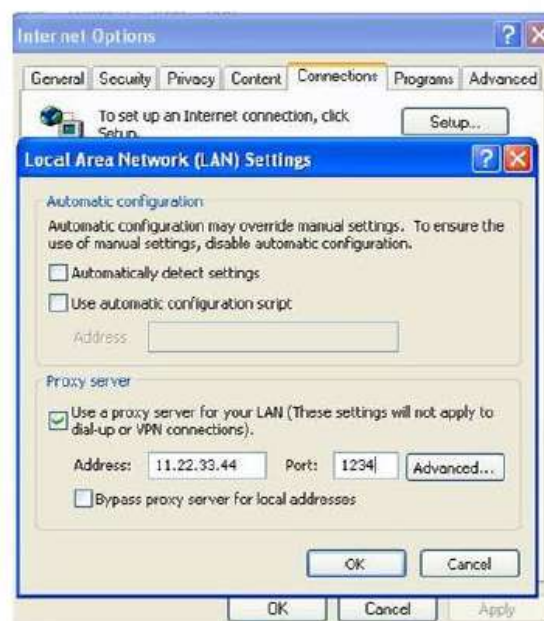 Internet Options
General Security Privacy Content Connections Programs Advanced
To set up an Internet connection, click
Setup.
Setup...
Local Area Network (LAN) Settings
Automatic configuration
Automatic configuration may override manual settings. To ensure the
use of manual settings, disable automatic configuration.
Automatically detect settings
Use automatic configuration script
Address
Proxy server
Use a proxy server for your LAN (These settings will not apply to
dial-up or VPN connections).
Address: 11.22.33.44 Port: 1234 Advanced...
Bypass proxy server for local addresses
OK Cancel
OK Cancel Apply